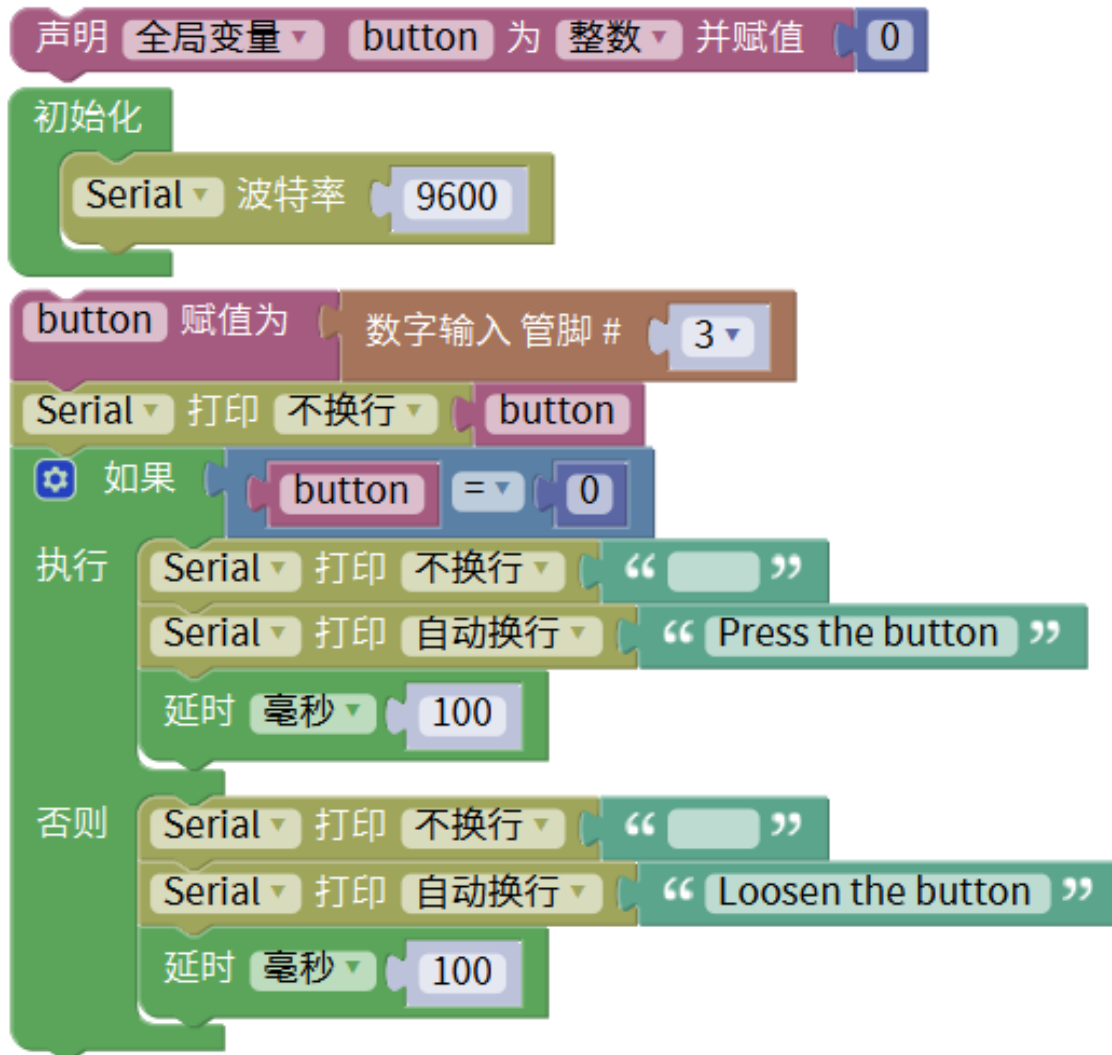 声明 全局变量 button 为 整数 并赋值 0
初始化
Serial 波特率 9600
button 赋值为 数字输入 管脚 # 3
Serial 打印 不换行 button
如果 button = 0
执行 Serial 打印 不换行 “ ”
Serial 打印 自动换行 “ Press the button ”
延时 毫秒 100
否则 Serial 打印 不换行 “ ”
Serial 打印 自动换行 “ Loosen the button ”
延时 毫秒 100